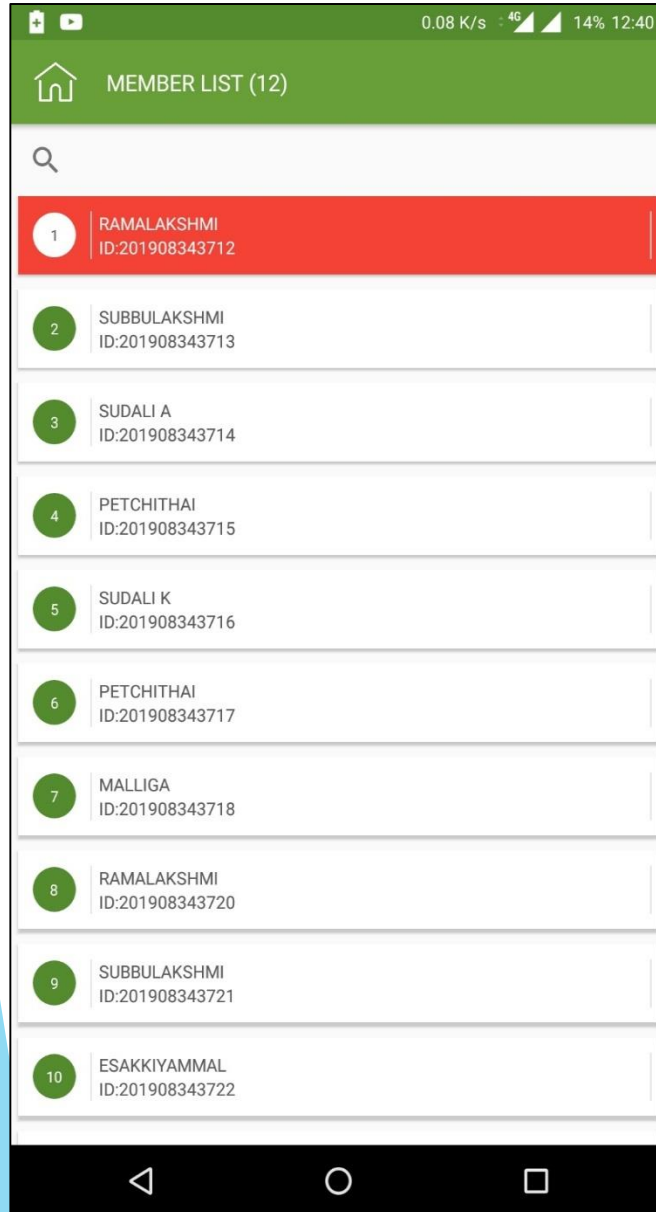 0.08 K/s 4G 14% 12:40
MEMBER LIST (12)
1
RAMALAKSHMI
ID:201908343712
2
SUBBULAKSHMI
ID:201908343713
3
SUDALI A
ID:201908343714
4
PETCHITHAI
ID:201908343715
5
SUDALI K
ID:201908343716
6
PETCHITHAI
ID:201908343717
7
MALLIGA
ID:201908343718
8
RAMALAKSHMI
ID:201908343720
9
SUBBULAKSHMI
ID:201908343721
10
ESAKKIYAMMAL
ID:201908343722